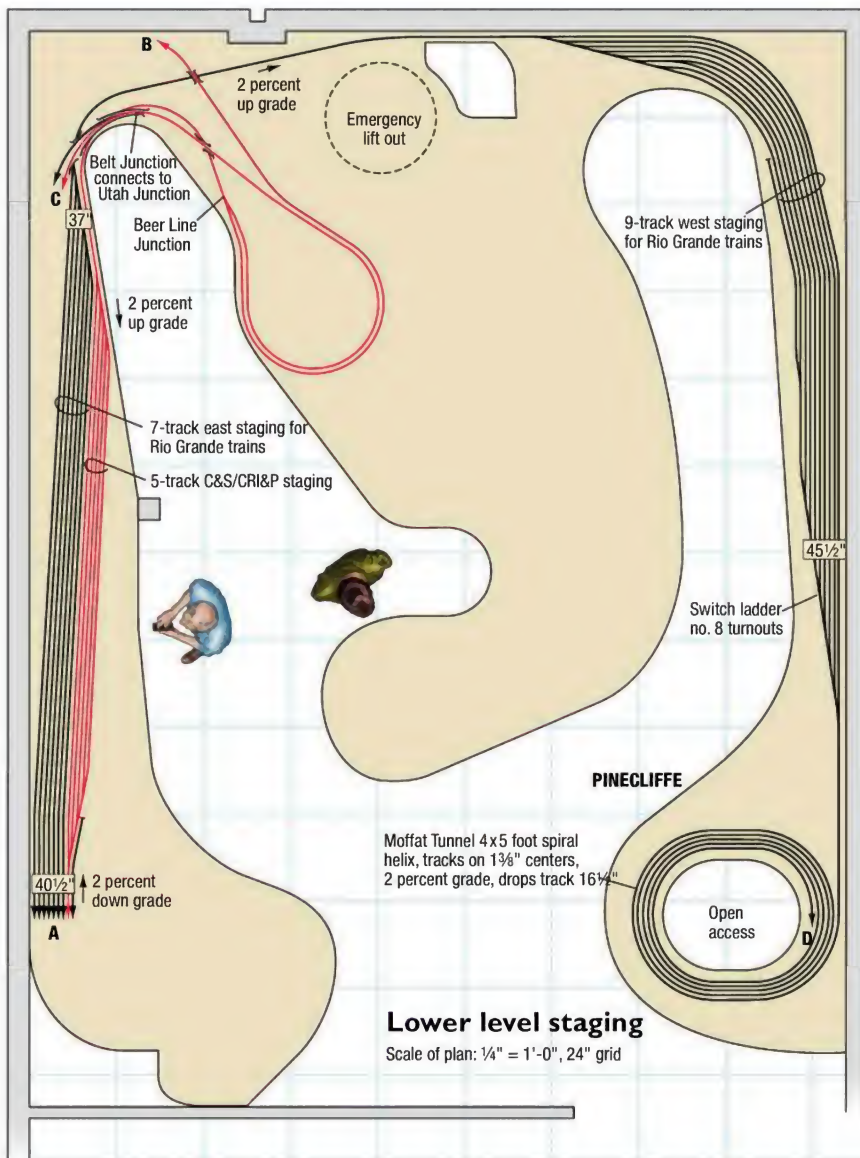 B
2 percent
up grade
Emergency
lift out
Belt Junction
connects to
Utah Junction
C
37"
Beer Line
Junction
9-track west staging
for Rio Grande trains
2 percent
up grade
7-track east staging for
Rio Grande trains
5-track C&S/CRI&P staging
45½"
Switch ladder
no. 8 turnouts
PINECLIFFE
Moffat Tunnel 4x5 foot spiral
helix, tracks on 1⅜" centers,
2 percent grade, drops track 16½"
40½"
2 percent
down grade
A
Open
access
D
Lower level staging
Scale of plan: ¼" = 1'-0", 24" grid